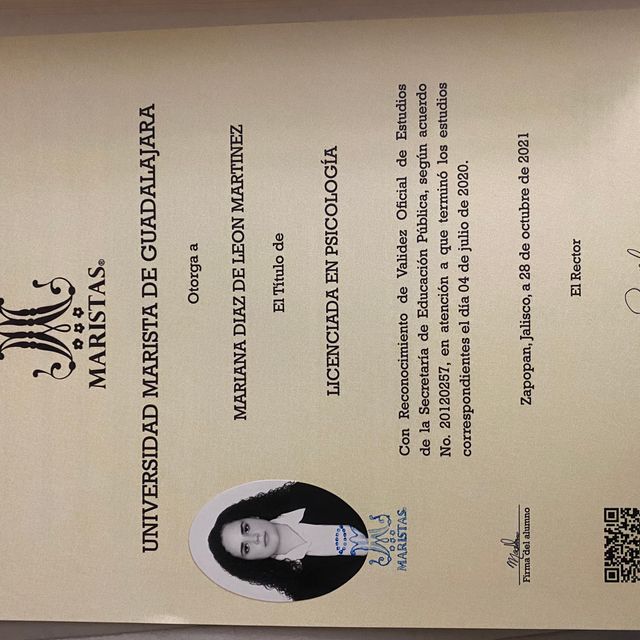 MARISTAS®
UNIVERSIDAD MARISTA DE GUADALAJARA
Otorga a
MARIANA DIAZ DE LEON MARTINEZ
El Título de
LICENCIADA EN PSICOLOGÍA
Con Reconocimiento de Validez Oficial de Estudios
de la Secretaría de Educación Pública, según acuerdo
No. 20120257, en atención a que terminó los estudios
correspondientes el día 04 de julio de 2020.
MARISTAS
Zapopan, Jalisco, a 28 de octubre de 2021
Firma del alumno
El Rector